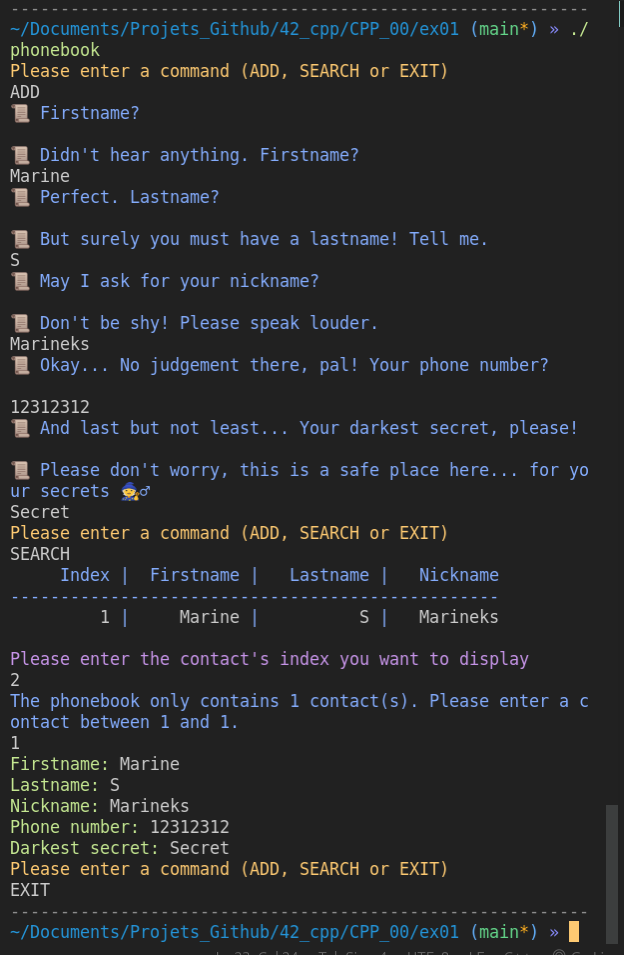 ----------------------------------------------------------
~/Documents/Projets_Github/42_cpp/CPP_00/ex01 (main*) » ./
phonebook
Please enter a command (ADD, SEARCH or EXIT)
ADD
📜 Firstname?
📜 Didn't hear anything. Firstname?
Marine
📜 Perfect. Lastname?
📜 But surely you must have a lastname! Tell me.
S
📜 May I ask for your nickname?
📜 Don't be shy! Please speak louder.
Marineks
📜 Okay... No judgement there, pal! Your phone number?
12312312
📜 And last but not least... Your darkest secret, please!
📜 Please don't worry, this is a safe place here... for yo
ur secrets 🧙♂
Secret
Please enter a command (ADD, SEARCH or EXIT)
SEARCH
     Index |  Firstname |   Lastname |   Nickname
-------------------------------------------------
         1 |     Marine |          S |   Marineks
Please enter the contact's index you want to display
2
The phonebook only contains 1 contact(s). Please enter a c
ontact between 1 and 1.
1
Firstname: Marine
Lastname: S
Nickname: Marineks
Phone number: 12312312
Darkest secret: Secret
Please enter a command (ADD, SEARCH or EXIT)
EXIT
----------------------------------------------------------
~/Documents/Projets_Github/42_cpp/CPP_00/ex01 (main*) »